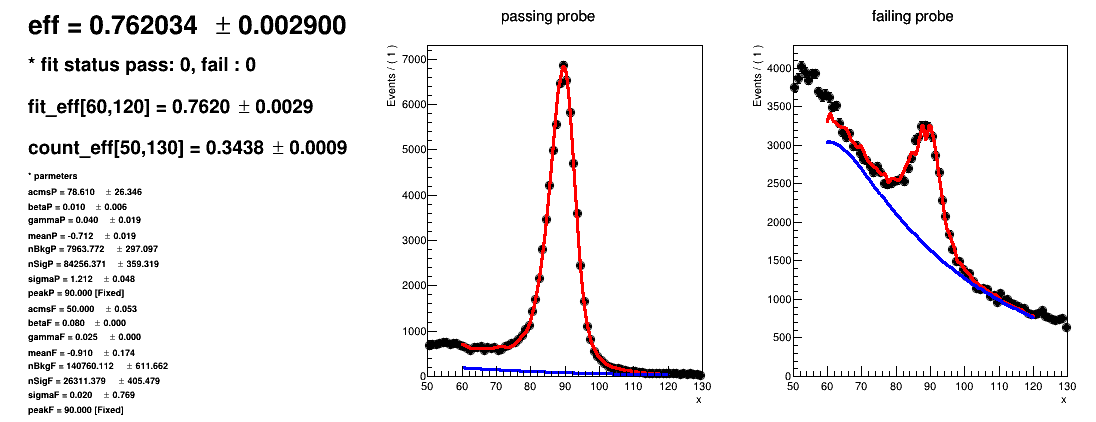 eff = 0.762034 ± 0.002900
* fit status pass: 0, fail : 0
fit_eff[60,120] = 0.7620 ± 0.0029
count_eff[50,130] = 0.3438 ± 0.0009
* parmeters
acmsP = 78.610 ± 26.346
betaP = 0.010 ± 0.006
gammaP = 0.040 ± 0.019
meanP = -0.712 ± 0.019
nBkgP = 7963.772 ± 297.097
nSigP = 84256.371 ± 359.319
sigmaP = 1.212 ± 0.048
peakP = 90.000 [Fixed]
acmsF = 50.000 ± 0.053
betaF = 0.080 ± 0.000
gammaF = 0.025 ± 0.000
meanF = -0.910 ± 0.174
nBkgF = 140760.112 ± 611.662
nSigF = 26311.379 ± 405.479
sigmaF = 0.020 ± 0.769
peakF = 90.000 [Fixed]
passing probe
Events / ( 1 )
7000
6000
5000
4000
3000
2000
1000
0
50 60 70 80 90 100 110 120 130
x
failing probe
Events / ( 1 )
4000
3500
3000
2500
2000
1500
1000
500
0
50 60 70 80 90 100 110 120 130
x